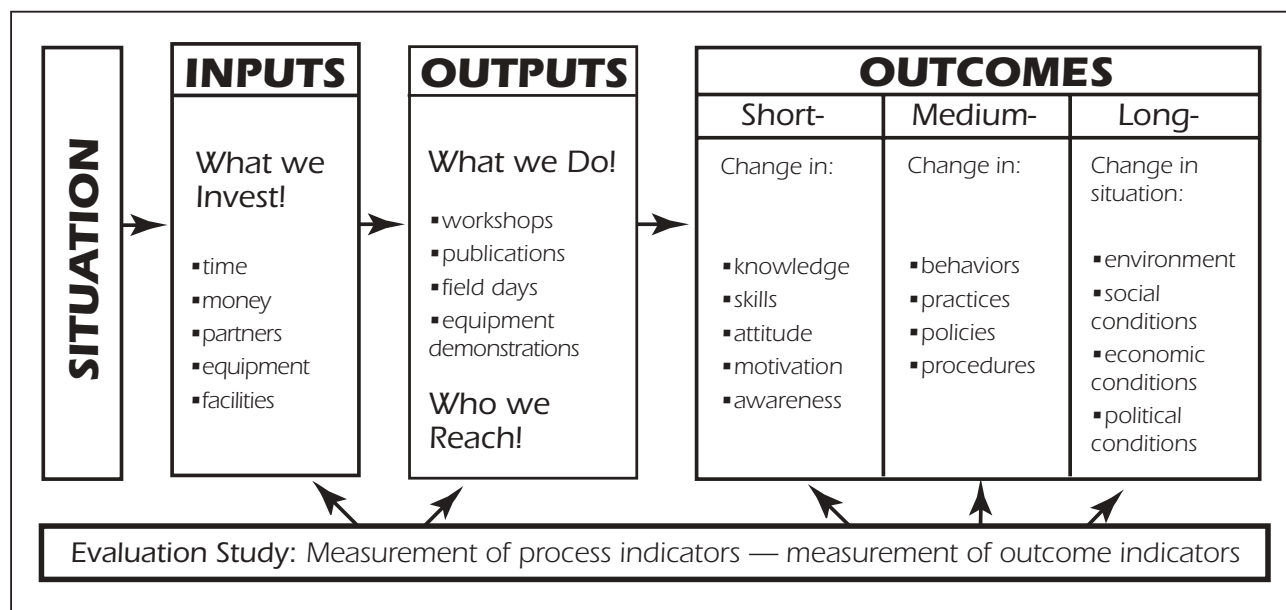 SITUATION
INPUTS
What we
Invest!
▪time
▪money
▪partners
▪equipment
▪facilities
OUTPUTS
What we Do!
▪workshops
▪publications
▪field days
▪equipment
demonstrations
Who we
Reach!
OUTCOMES
Short-
Change in:
▪knowledge
▪skills
▪attitude
▪motivation
▪awareness
Medium-
Change in:
▪behaviors
▪practices
▪policies
▪procedures
Long-
Change in
situation:
▪environment
▪social
conditions
▪economic
conditions
▪political
conditions
Evaluation Study: Measurement of process indicators — measurement of outcome indicators